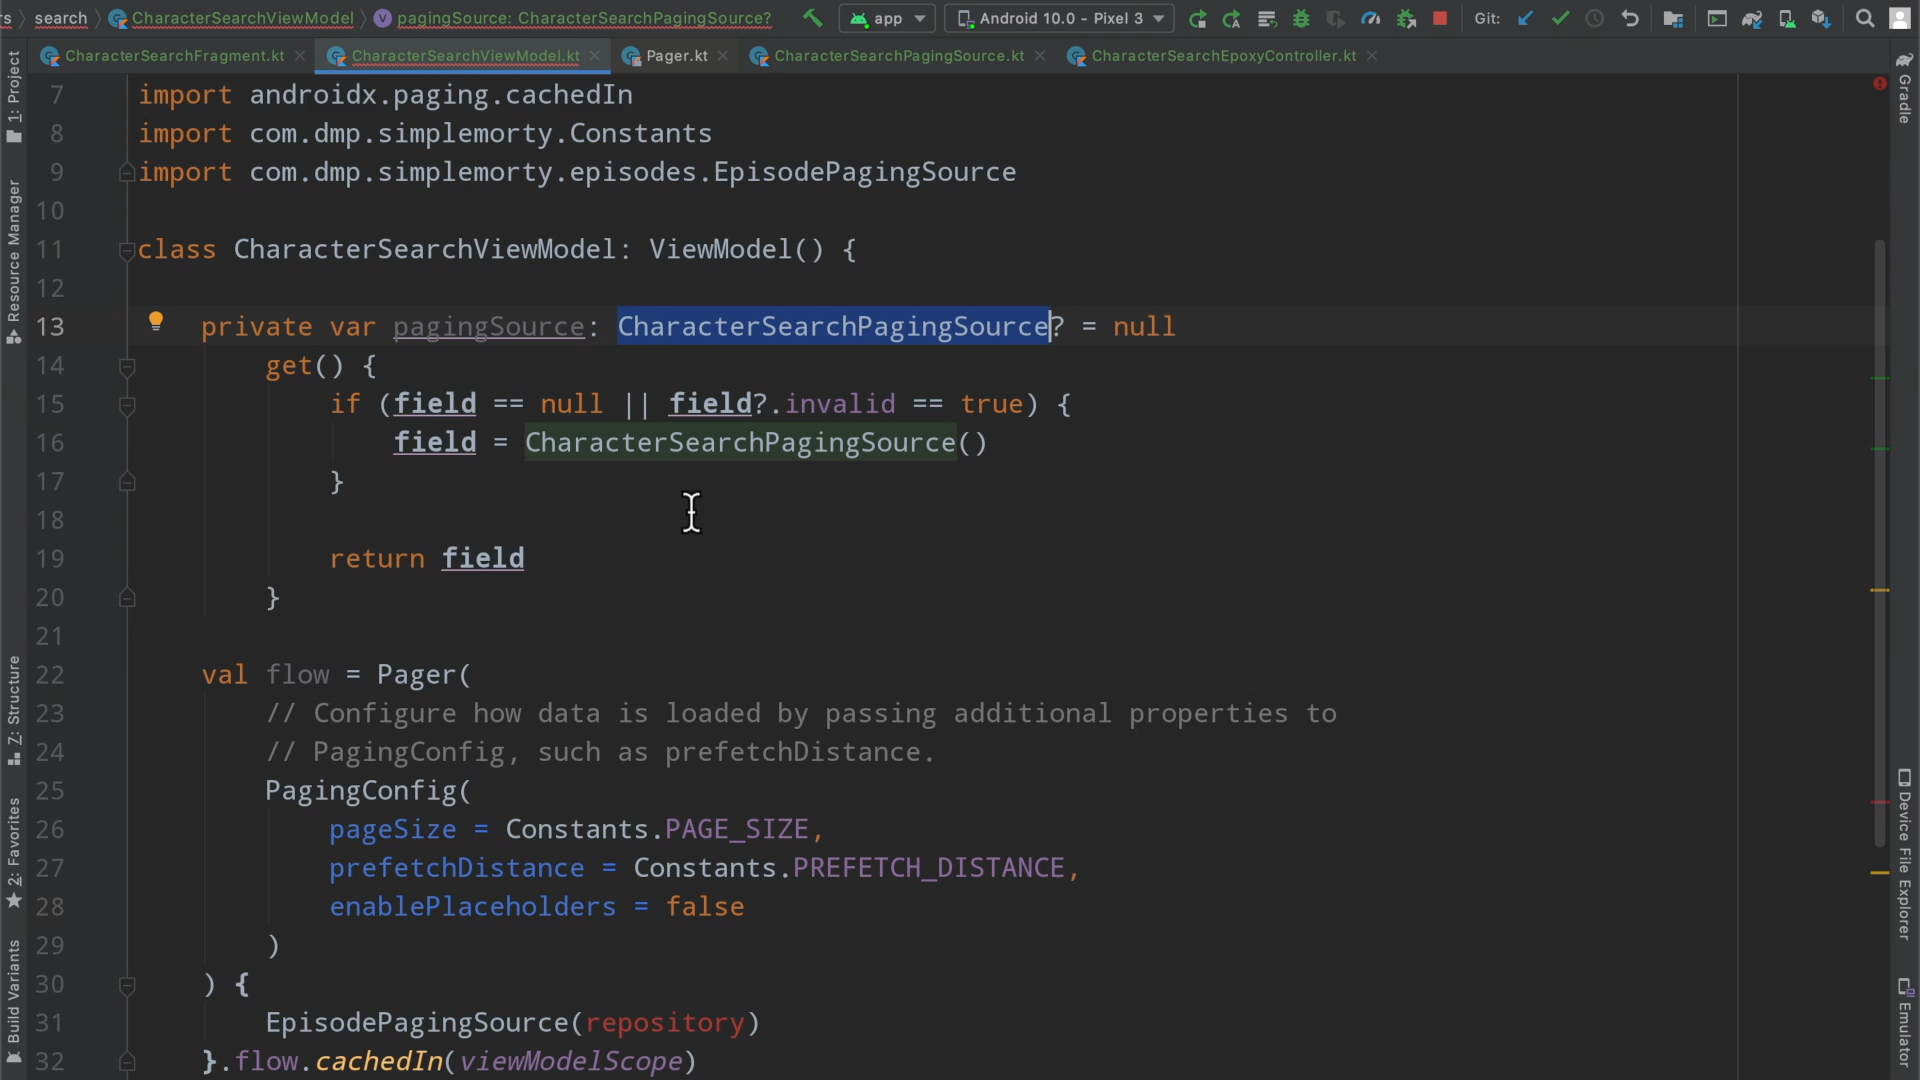 rs search CharacterSearchViewModel pagingSource: CharacterSearchPagingSource? app Android 10.0 - Pixel 3 Git:
CharacterSearchFragment.kt CharacterSearchViewModel.kt Pager.kt CharacterSearchPagingSource.kt CharacterSearchEpoxyController.kt
1: Project
Resource Manager
Z: Structure
2: Favorites
Build Variants
7 import androidx.paging.cachedIn
8 import com.dmp.simplemorty.Constants
9 import com.dmp.simplemorty.episodes.EpisodePagingSource
10
11 class CharacterSearchViewModel: ViewModel() {
12
13 private var pagingSource: CharacterSearchPagingSource? = null
14 get() {
15 if (field == null || field?.invalid == true) {
16 field = CharacterSearchPagingSource()
17 }
18
19 return field
20 }
21
22 val flow = Pager(
23 // Configure how data is loaded by passing additional properties to
24 // PagingConfig, such as prefetchDistance.
25 PagingConfig(
26 pageSize = Constants.PAGE_SIZE,
27 prefetchDistance = Constants.PREFETCH_DISTANCE,
28 enablePlaceholders = false
29 )
30 ) {
31 EpisodePagingSource(repository)
32 }.flow.cachedIn(viewModelScope)
Gradle
Device File Explorer
Emulator